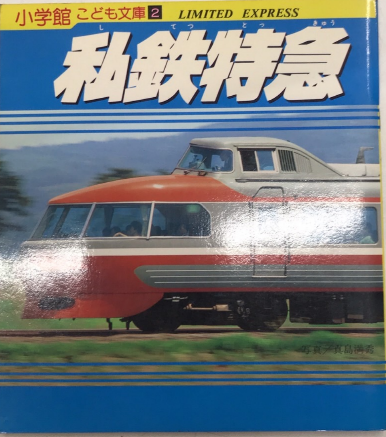 小学館 こども文庫 2 LIMITED EXPRESS
し てつ とっ きゅう
私鉄特急